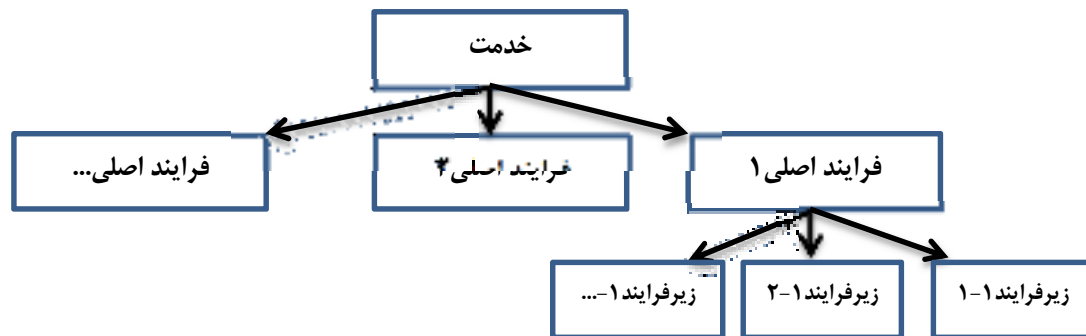 خدمت
فرایند اصلی۱
فرایند اصلی۲
فرایند اصلی...
زیرفرایند۱-۱
زیرفرایند۱-۲
زیرفرایند۱-...